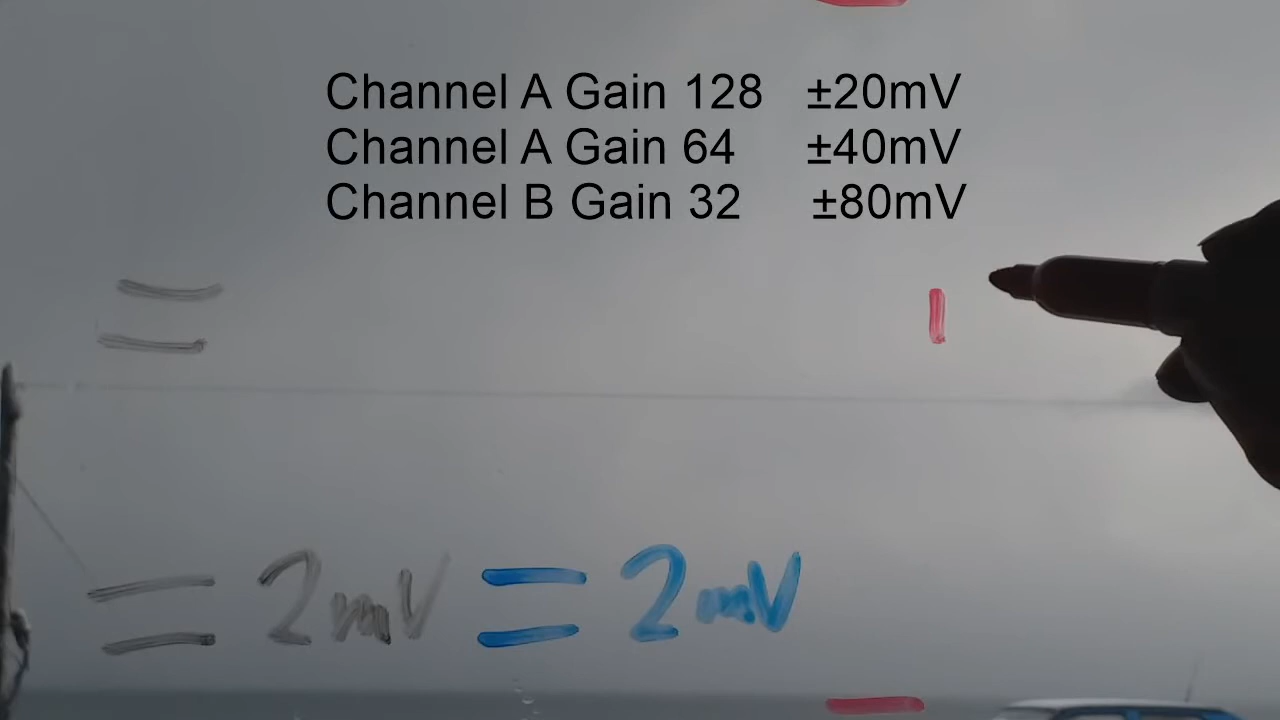 Channel A Gain 128 ±20mV
Channel A Gain 64 ±40mV
Channel B Gain 32 ±80mV
=
= 2mV = 2mV